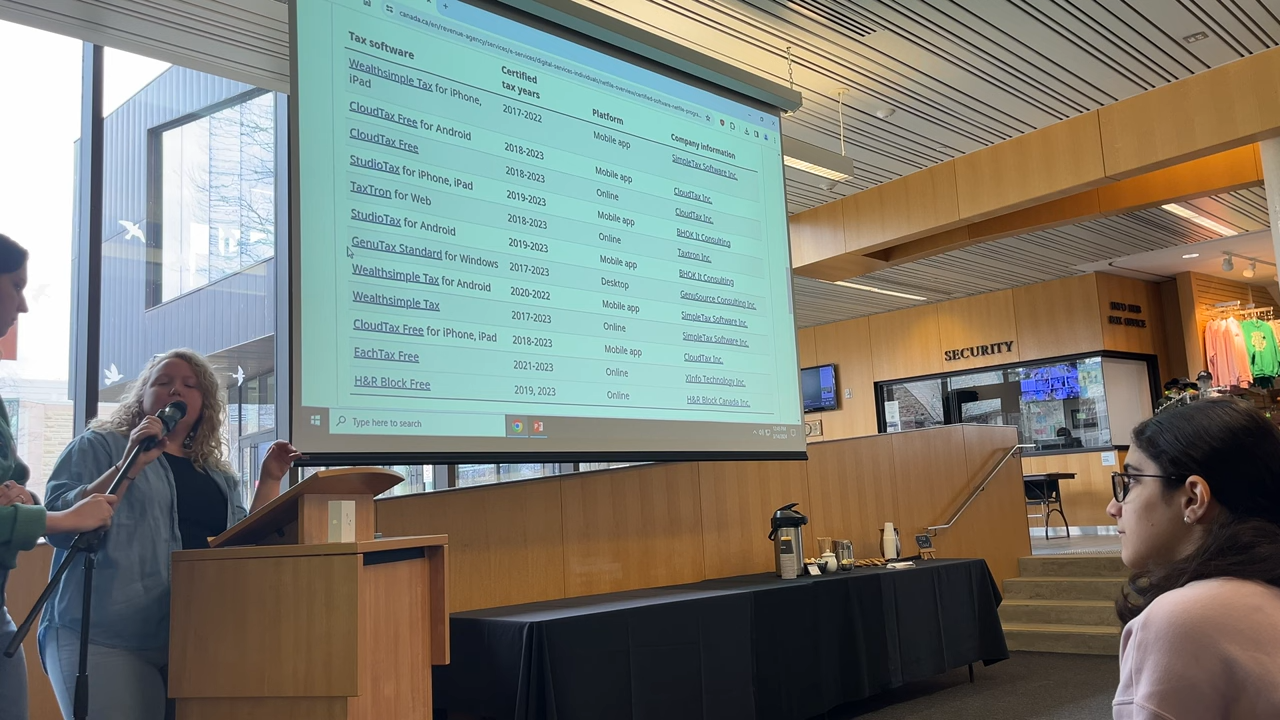 canada.ca/en/revenue-agency/services/e-services/digital-services-individuals/netfile-overview/certified-software-netfile-progra...
Tax software Certified tax years Platform Company information
Wealthsimple Tax for iPhone, iPad 2017-2022 Mobile app SimpleTax Software Inc.
CloudTax Free for Android 2018-2023 Mobile app CloudTax Inc.
CloudTax Free 2018-2023 Online CloudTax Inc.
StudioTax for iPhone, iPad 2019-2023 Mobile app BHOK It Consulting
TaxTron for Web 2018-2023 Online Taxtron Inc.
StudioTax for Android 2019-2023 Mobile app BHOK It Consulting
GenuTax Standard for Windows 2017-2023 Desktop GenuSource Consulting Inc.
Wealthsimple Tax for Android 2020-2022 Mobile app SimpleTax Software Inc.
Wealthsimple Tax 2017-2023 Online SimpleTax Software Inc.
CloudTax Free for iPhone, iPad 2018-2023 Mobile app CloudTax Inc.
EachTax Free 2021-2023 Online XInfo Technology Inc.
H&R Block Free 2019, 2023 Online H&R Block Canada Inc.
Type here to search
SECURITY
BOX OFFICE